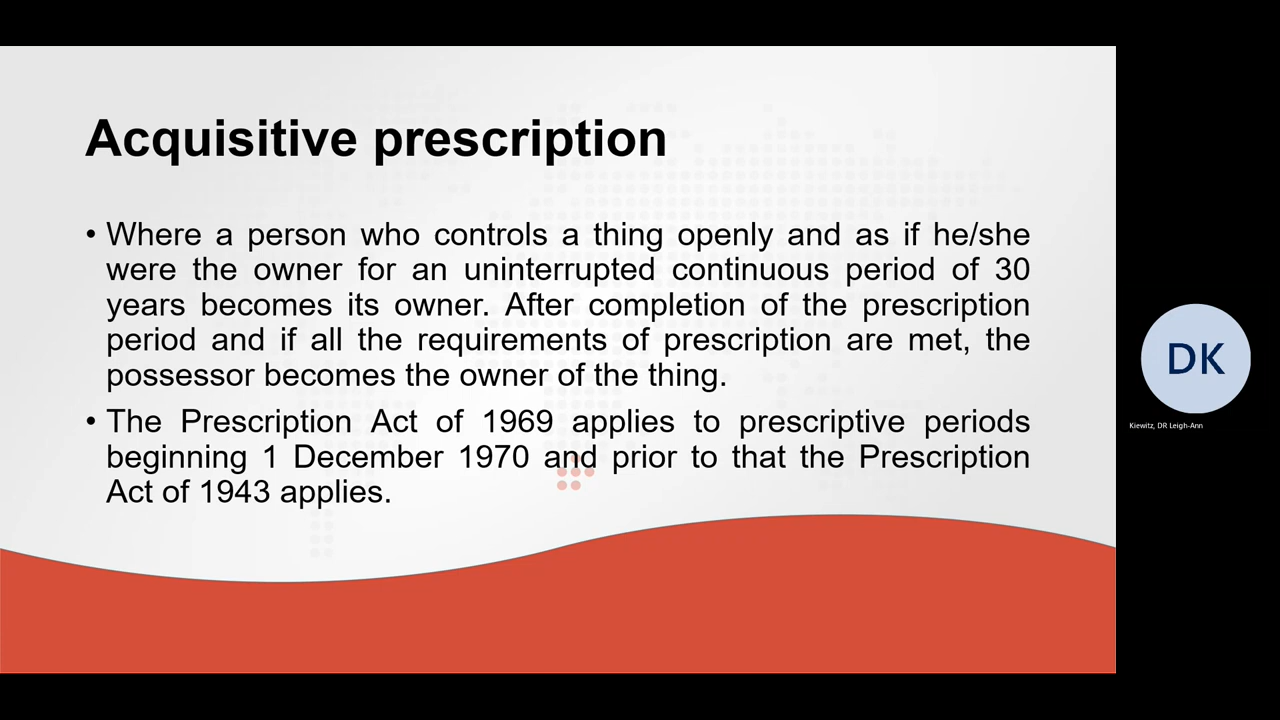 Acquisitive prescription
• Where a person who controls a thing openly and as if he/she
were the owner for an uninterrupted continuous period of 30
years becomes its owner. After completion of the prescription
period and if all the requirements of prescription are met, the
possessor becomes the owner of the thing.
• The Prescription Act of 1969 applies to prescriptive periods
beginning 1 December 1970 and prior to that the Prescription
Act of 1943 applies.
DK
Kiewitz, DR Leigh-Ann